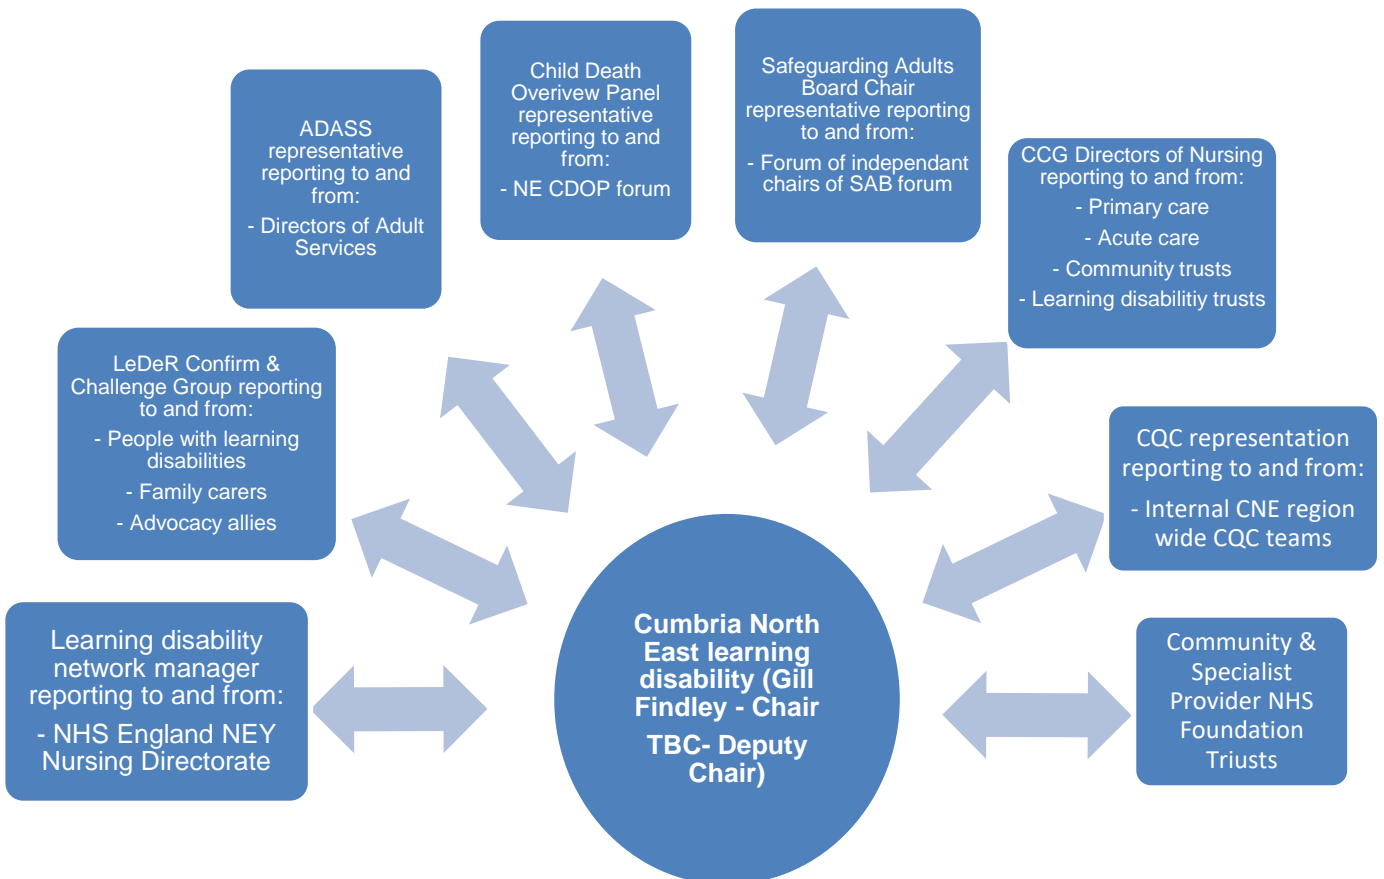 Learning disability
network manager
reporting to and from:
- NHS England NEY
Nursing Directorate
LeDeR Confirm &
Challenge Group reporting
to and from:
- People with learning
disabilities
- Family carers
- Advocacy allies
ADASS
representative
reporting to and
from:
- Directors of Adult
Services
Child Death
Overivew Panel
representative
reporting to and
from:
- NE CDOP forum
Safeguarding Adults
Board Chair
representative reporting
to and from:
- Forum of independant
chairs of SAB forum
CCG Directors of Nursing
reporting to and from:
- Primary care
- Acute care
- Community trusts
- Learning disabilitiy trusts
CQC representation
reporting to and from:
- Internal CNE region
wide CQC teams
Community &
Specialist
Provider NHS
Foundation
Triusts
Cumbria North
East learning
disability (Gill
Findley - Chair
TBC- Deputy
Chair)